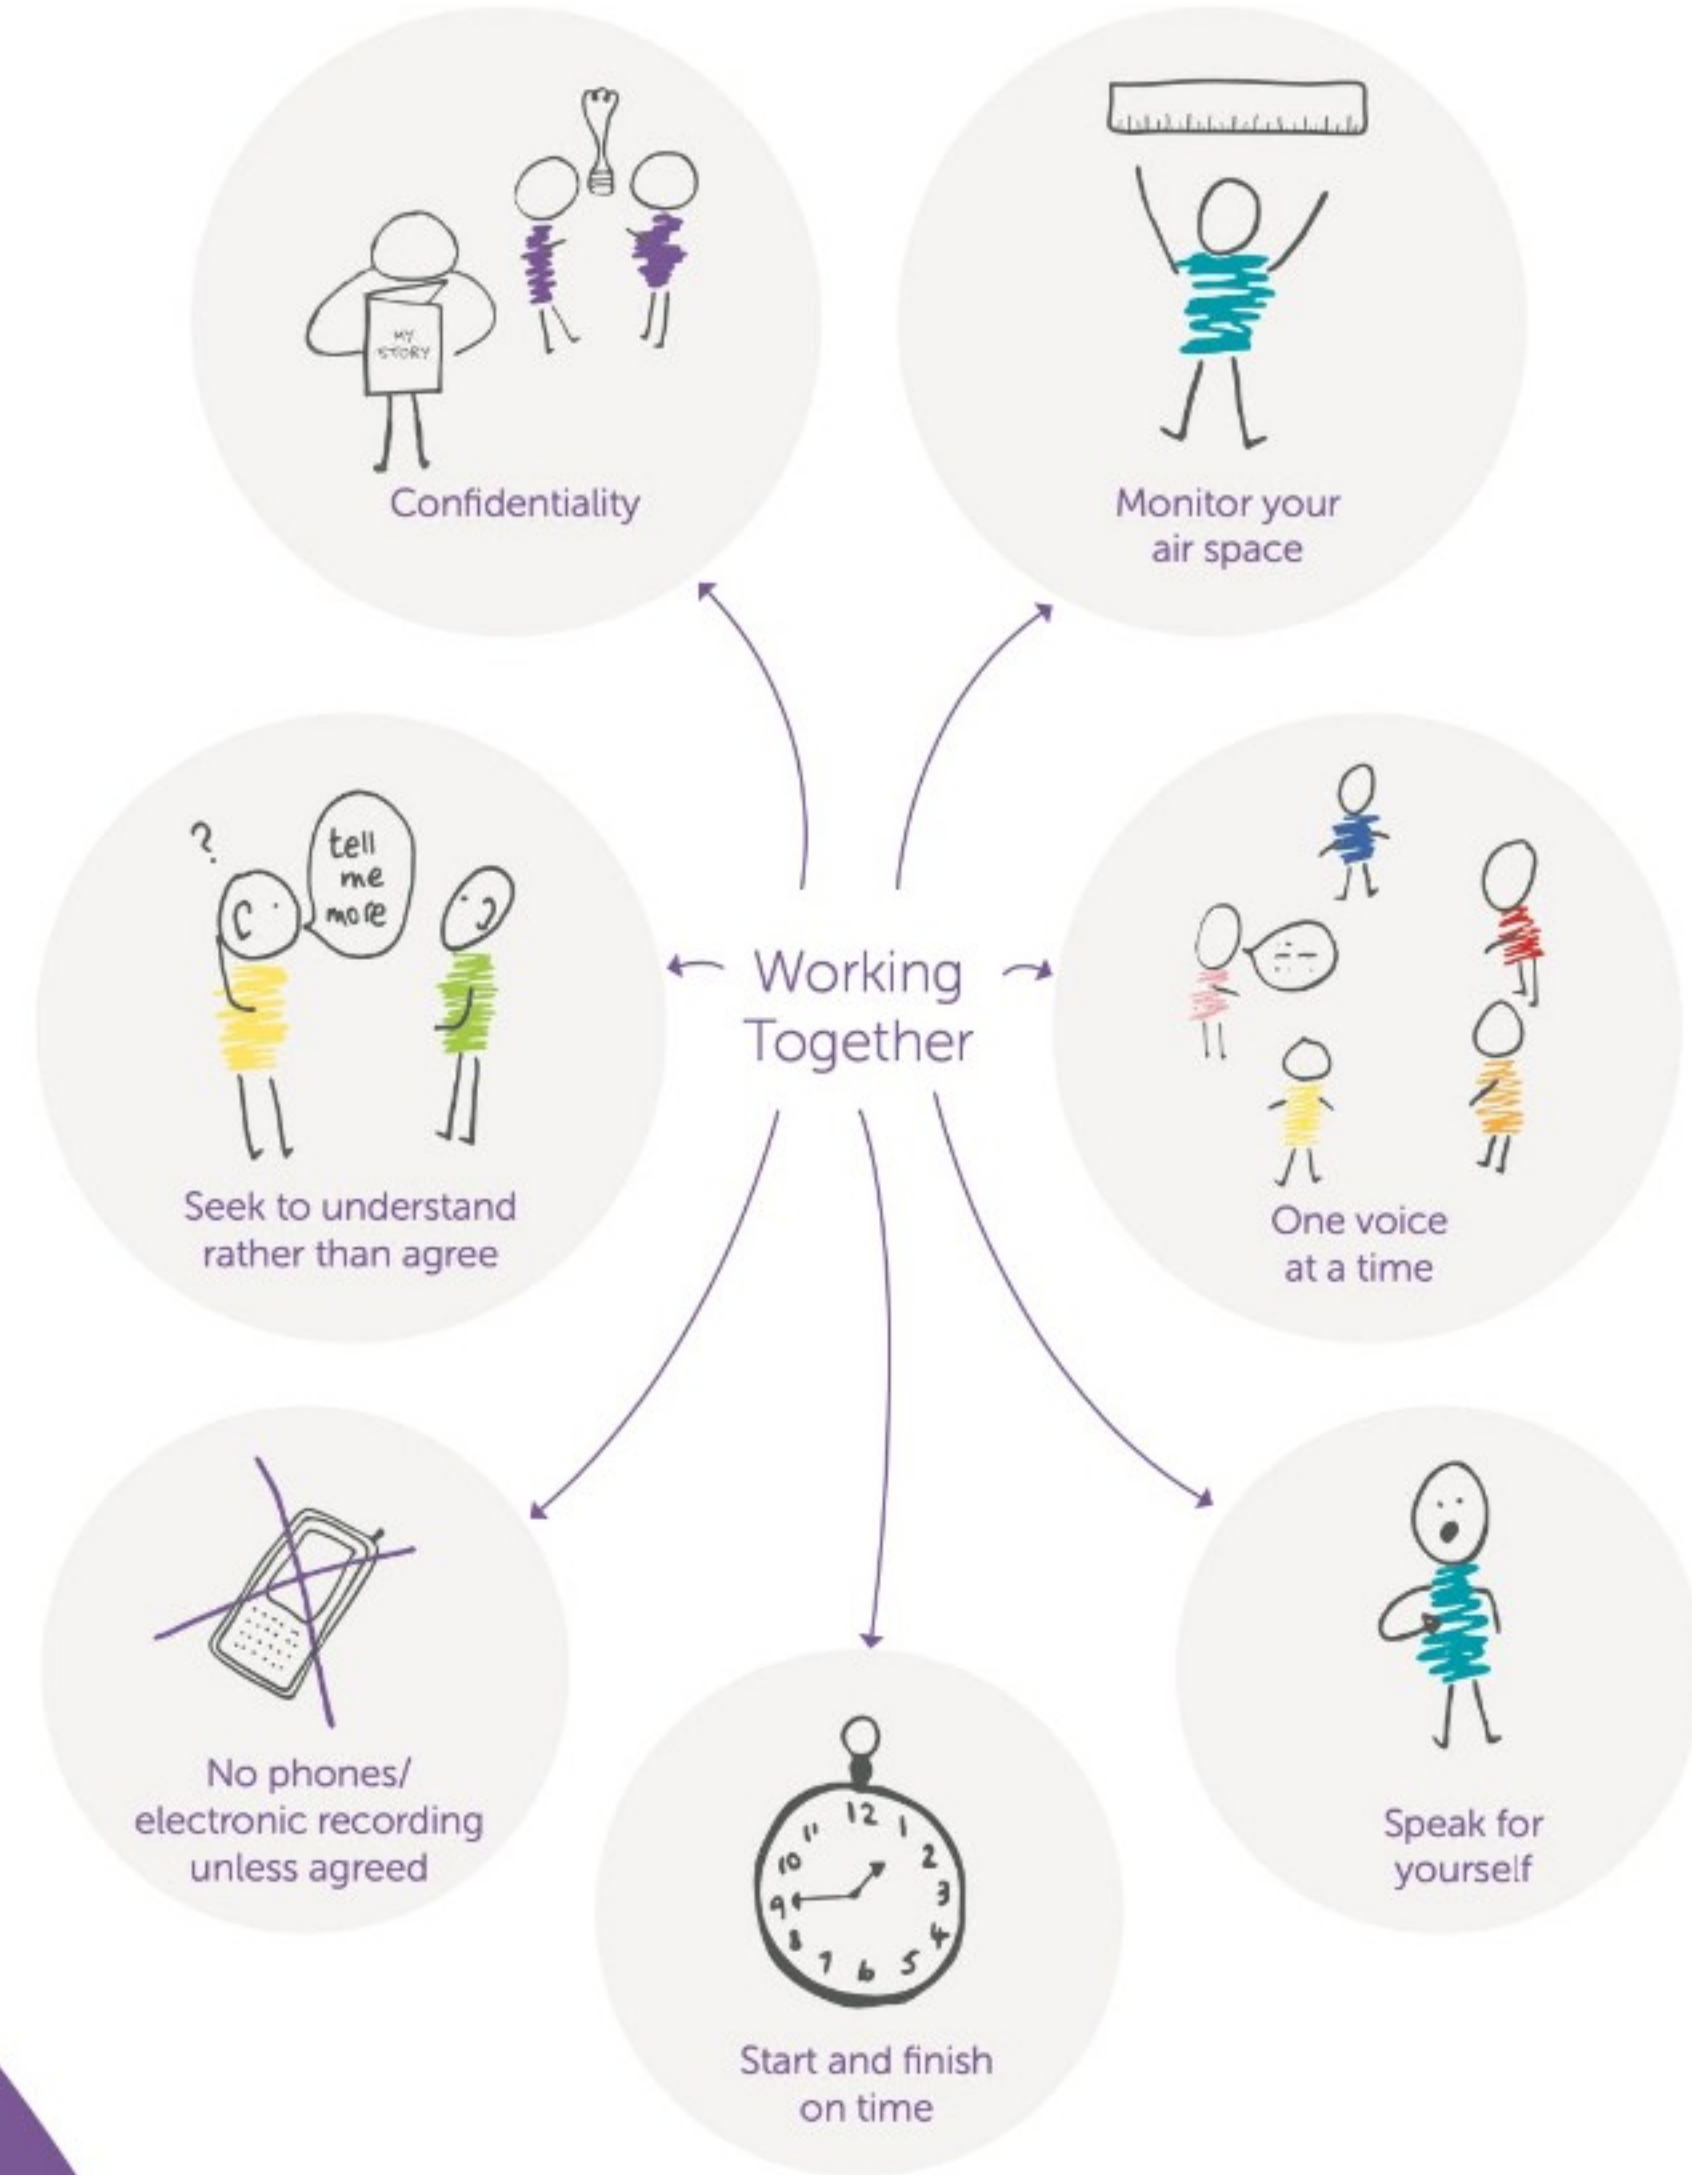 MY
STORY
Confidentiality
Monitor your
air space
?
tell
me
more
Seek to understand
rather than agree
Working
Together
One voice
at a time
No phones/
electronic recording
unless agreed
12
1
2
3
4
5
6
7
8
9
10
11
Start and finish
on time
Speak for
yourself